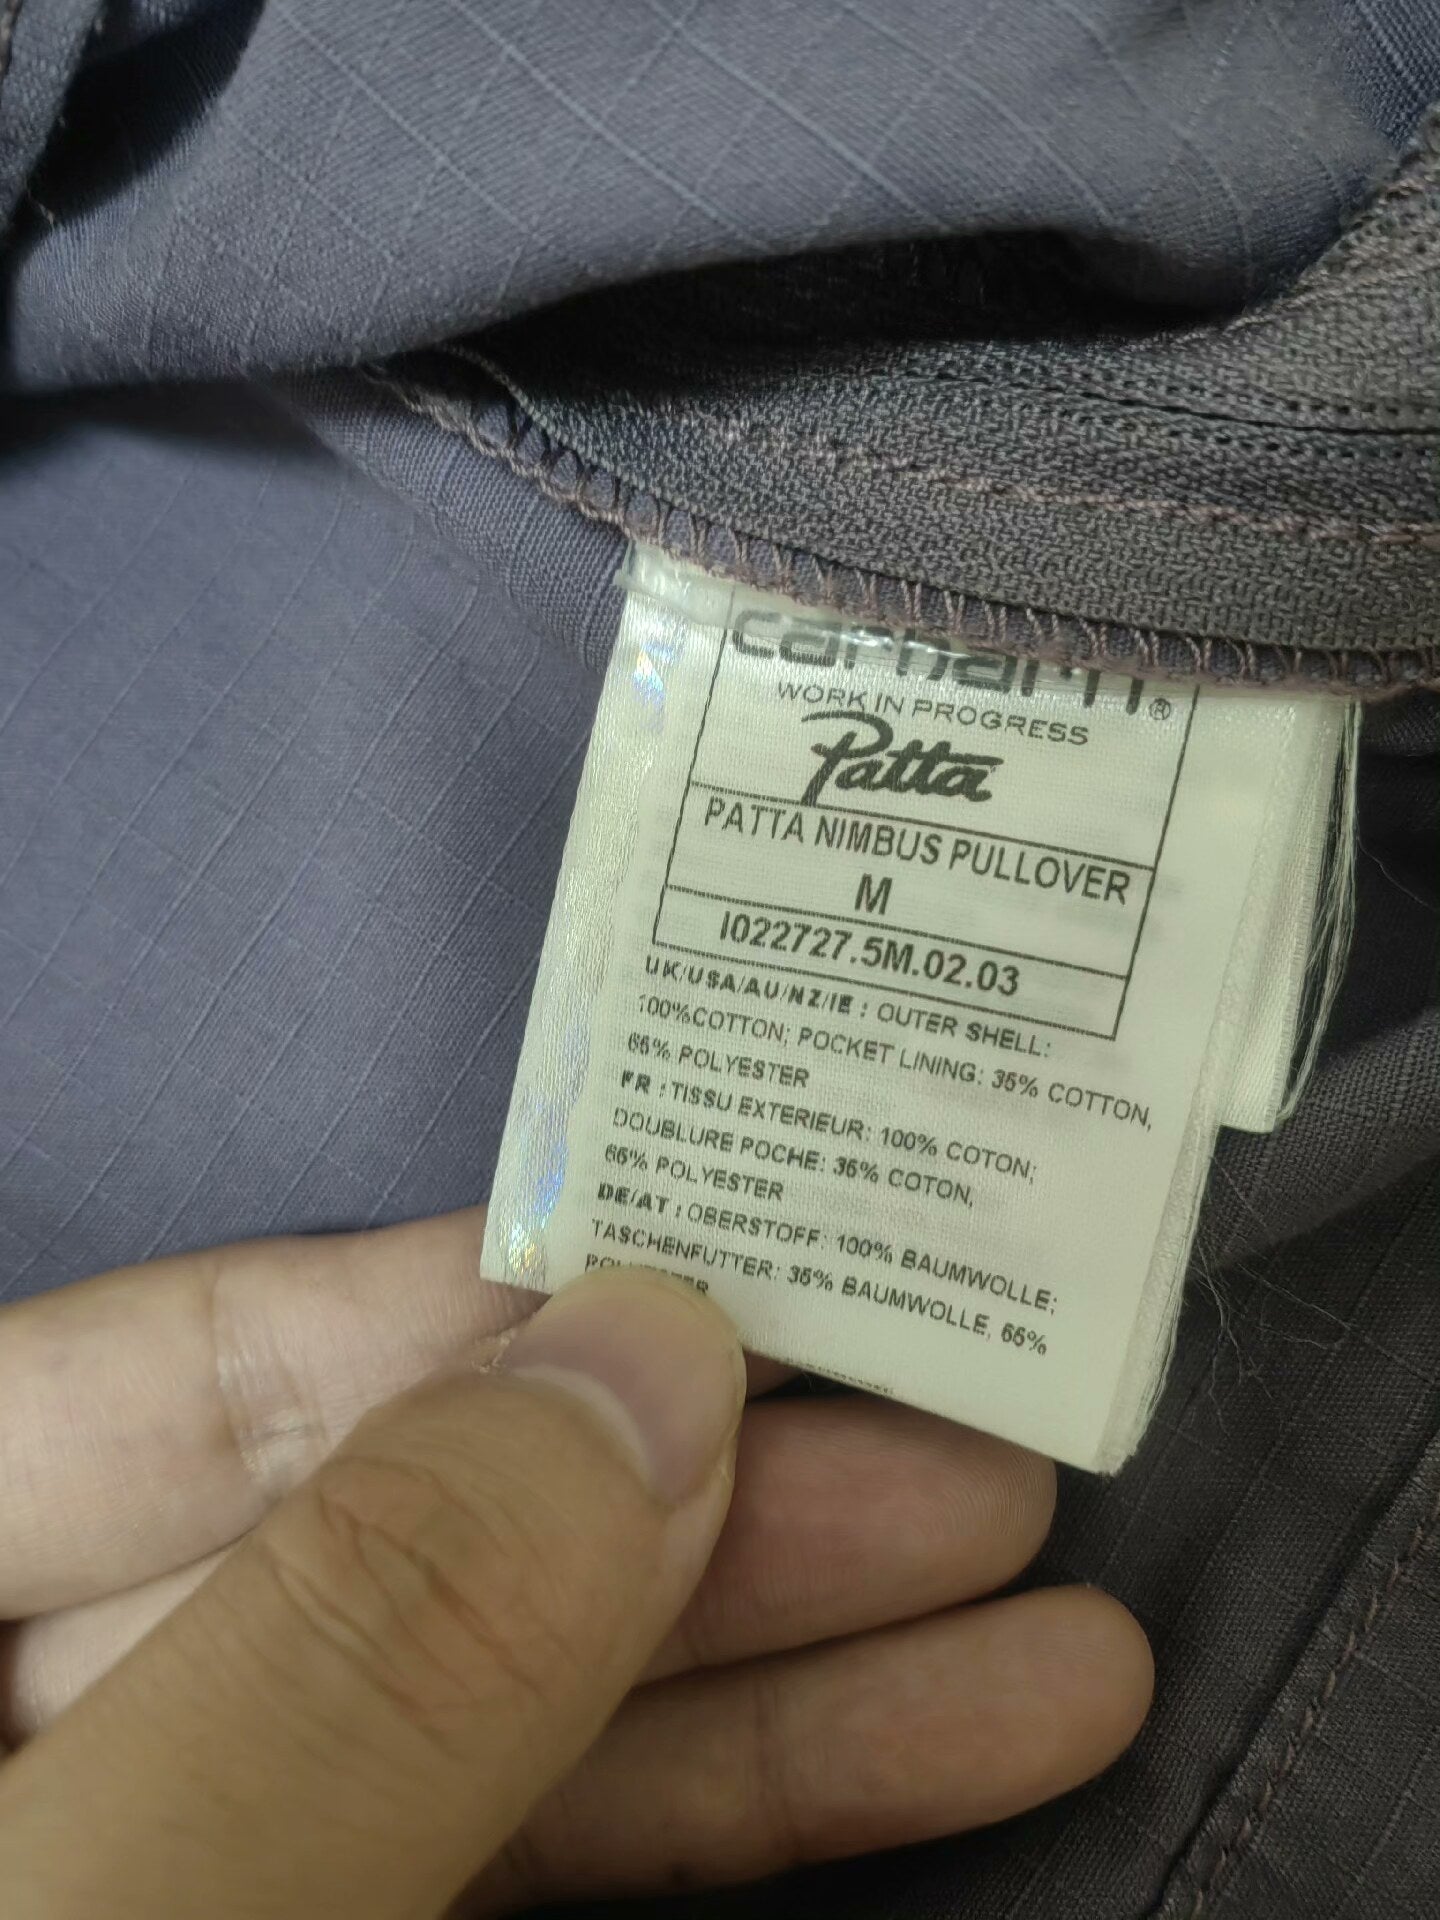 carhartt®
WORK IN PROGRESS
Patta
PATTA NIMBUS PULLOVER
M
I022727.5M.02.03
UK/USA/AU/NZ/IE : OUTER SHELL:
100%COTTON; POCKET LINING: 35% COTTON,
65% POLYESTER
FR : TISSU EXTERIEUR: 100% COTON;
DOUBLURE POCHE: 35% COTON,
65% POLYESTER
DE/AT : OBERSTOFF: 100% BAUMWOLLE;
TASCHENFUTTER: 35% BAUMWOLLE, 65%
POLYESTER